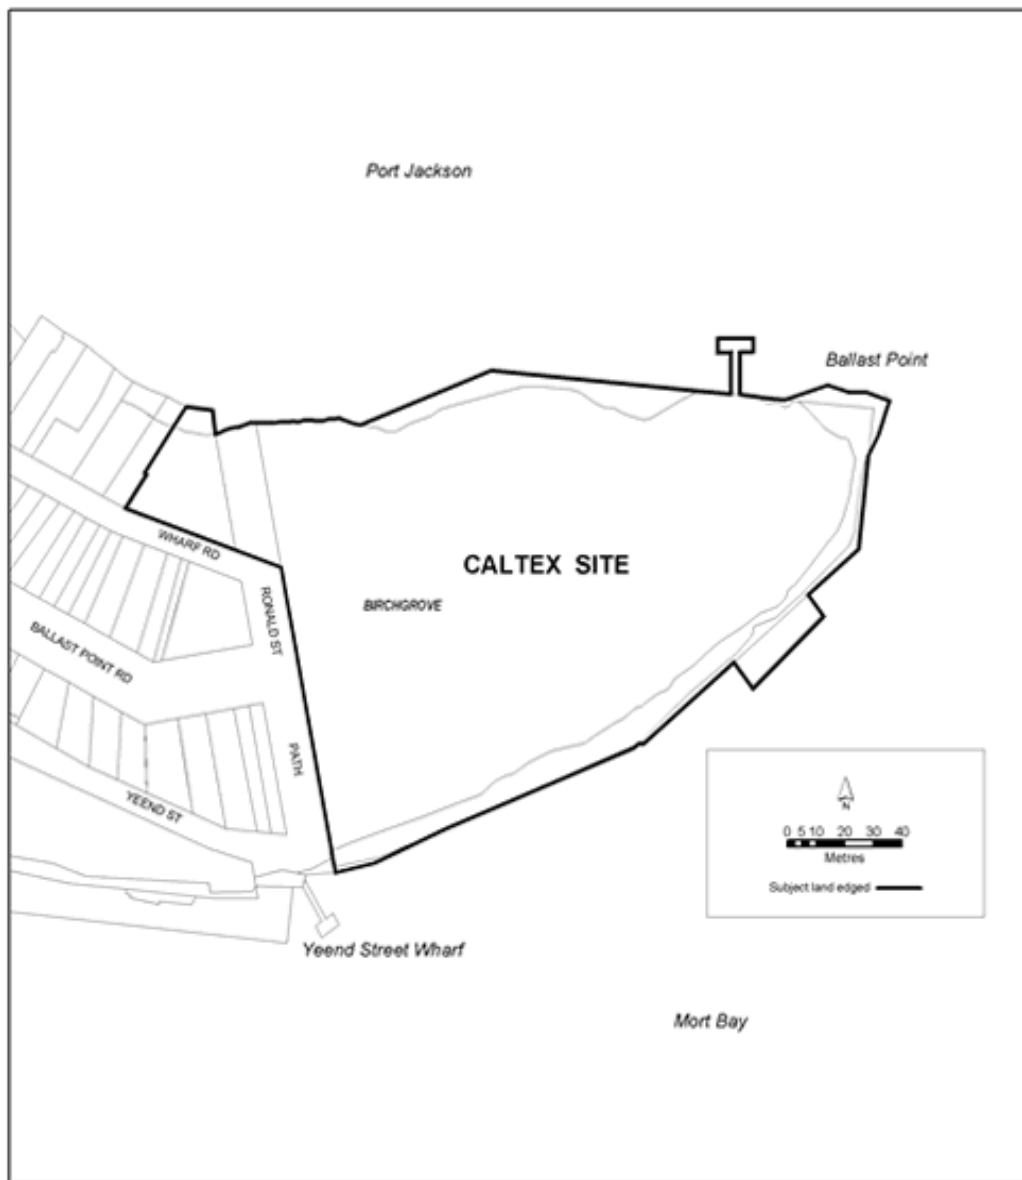 Port Jackson
Ballast Point
CALTEX SITE
WHARF RD
BIRCHGROVE
RONALD ST
BALLAST POINT RD
PATH
YEEND ST
N
0 5 10 20 30 40
Metres
Subject land edged
Yeend Street Wharf
Mort Bay